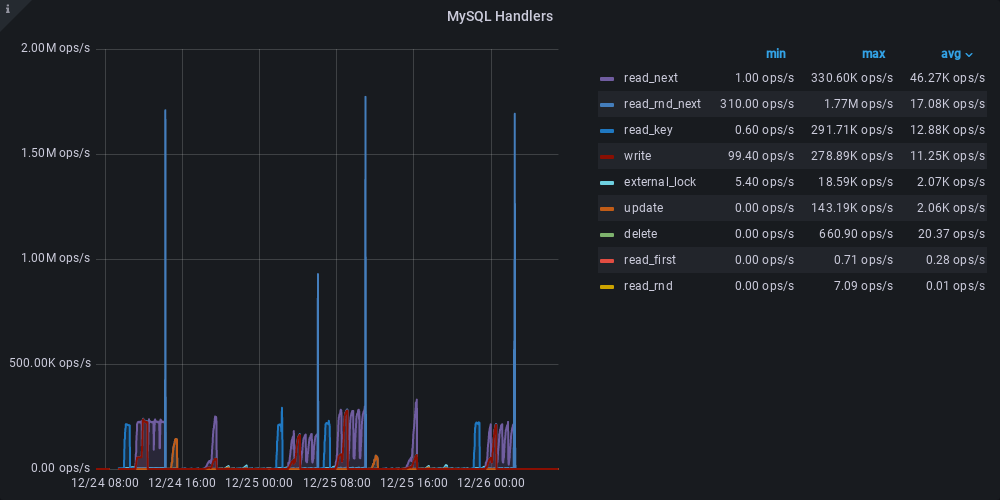 i
MySQL Handlers
2.00 M ops/s
1.50 M ops/s
1.00 M ops/s
500.00K ops/s
0.00 ops/s
12/24 08:00 12/24 16:00 12/25 00:00 12/25 08:00 12/25 16:00 12/26 00:00
min max avg
read_next 1.00 ops/s 330.60K ops/s 46.27K ops/s
read_rnd_next 310.00 ops/s 1.77M ops/s 17.08K ops/s
read_key 0.60 ops/s 291.71K ops/s 12.88K ops/s
write 99.40 ops/s 278.89K ops/s 11.25K ops/s
external_lock 5.40 ops/s 18.59K ops/s 2.07K ops/s
update 0.00 ops/s 143.19K ops/s 2.06K ops/s
delete 0.00 ops/s 660.90 ops/s 20.37 ops/s
read_first 0.00 ops/s 0.71 ops/s 0.28 ops/s
read_rnd 0.00 ops/s 7.09 ops/s 0.01 ops/s